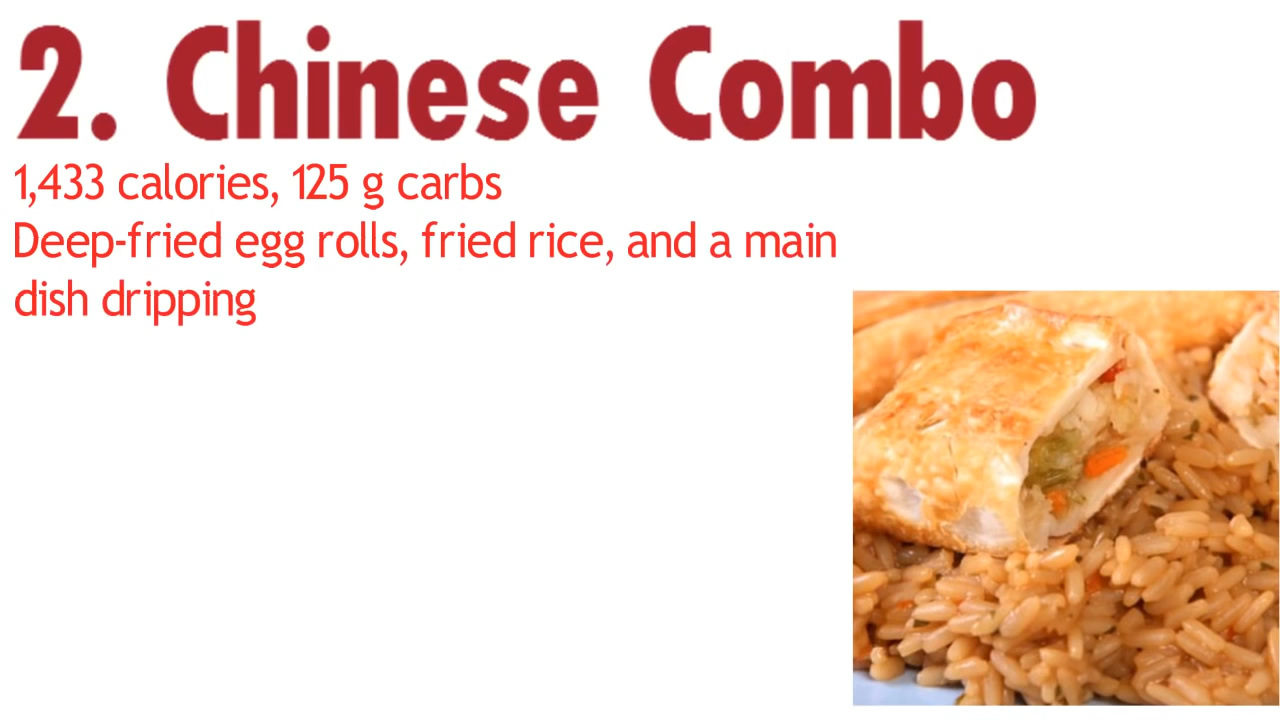 2. Chinese Combo
1,433 calories, 125 g carbs
Deep-fried egg rolls, fried rice, and a main
dish dripping